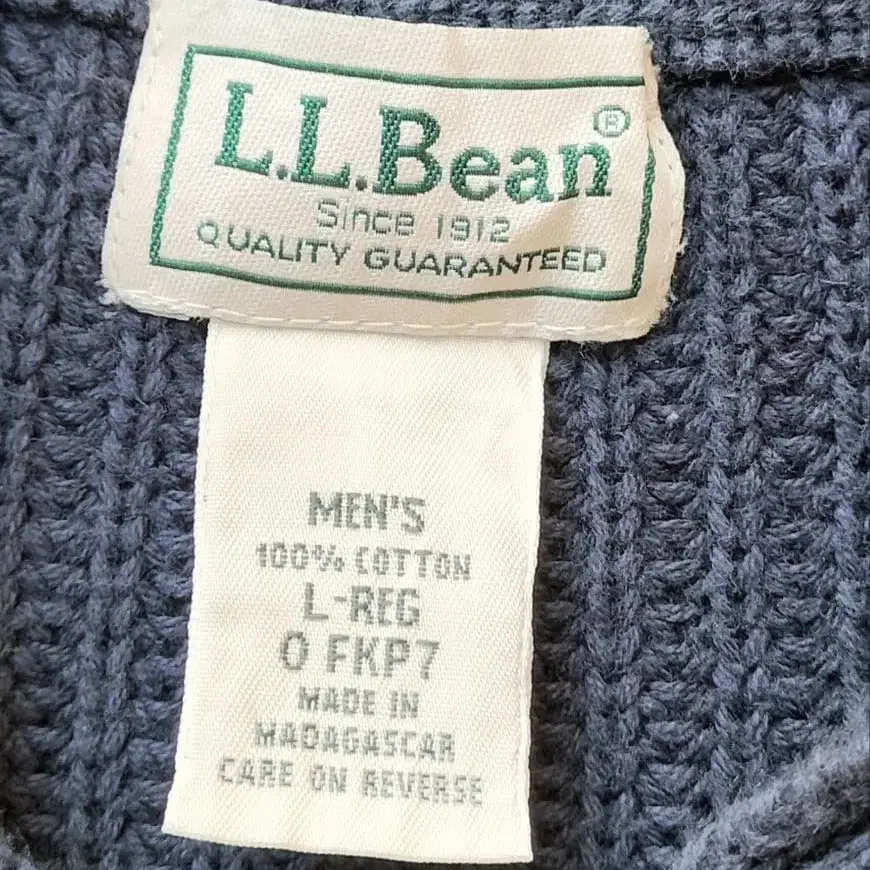 L.L.Bean®
Since 1912
QUALITY GUARANTEED
MEN'S
100% COTTON
L-REG
0 FKP7
MADE IN
MADAGASCAR
CARE ON REVERSE